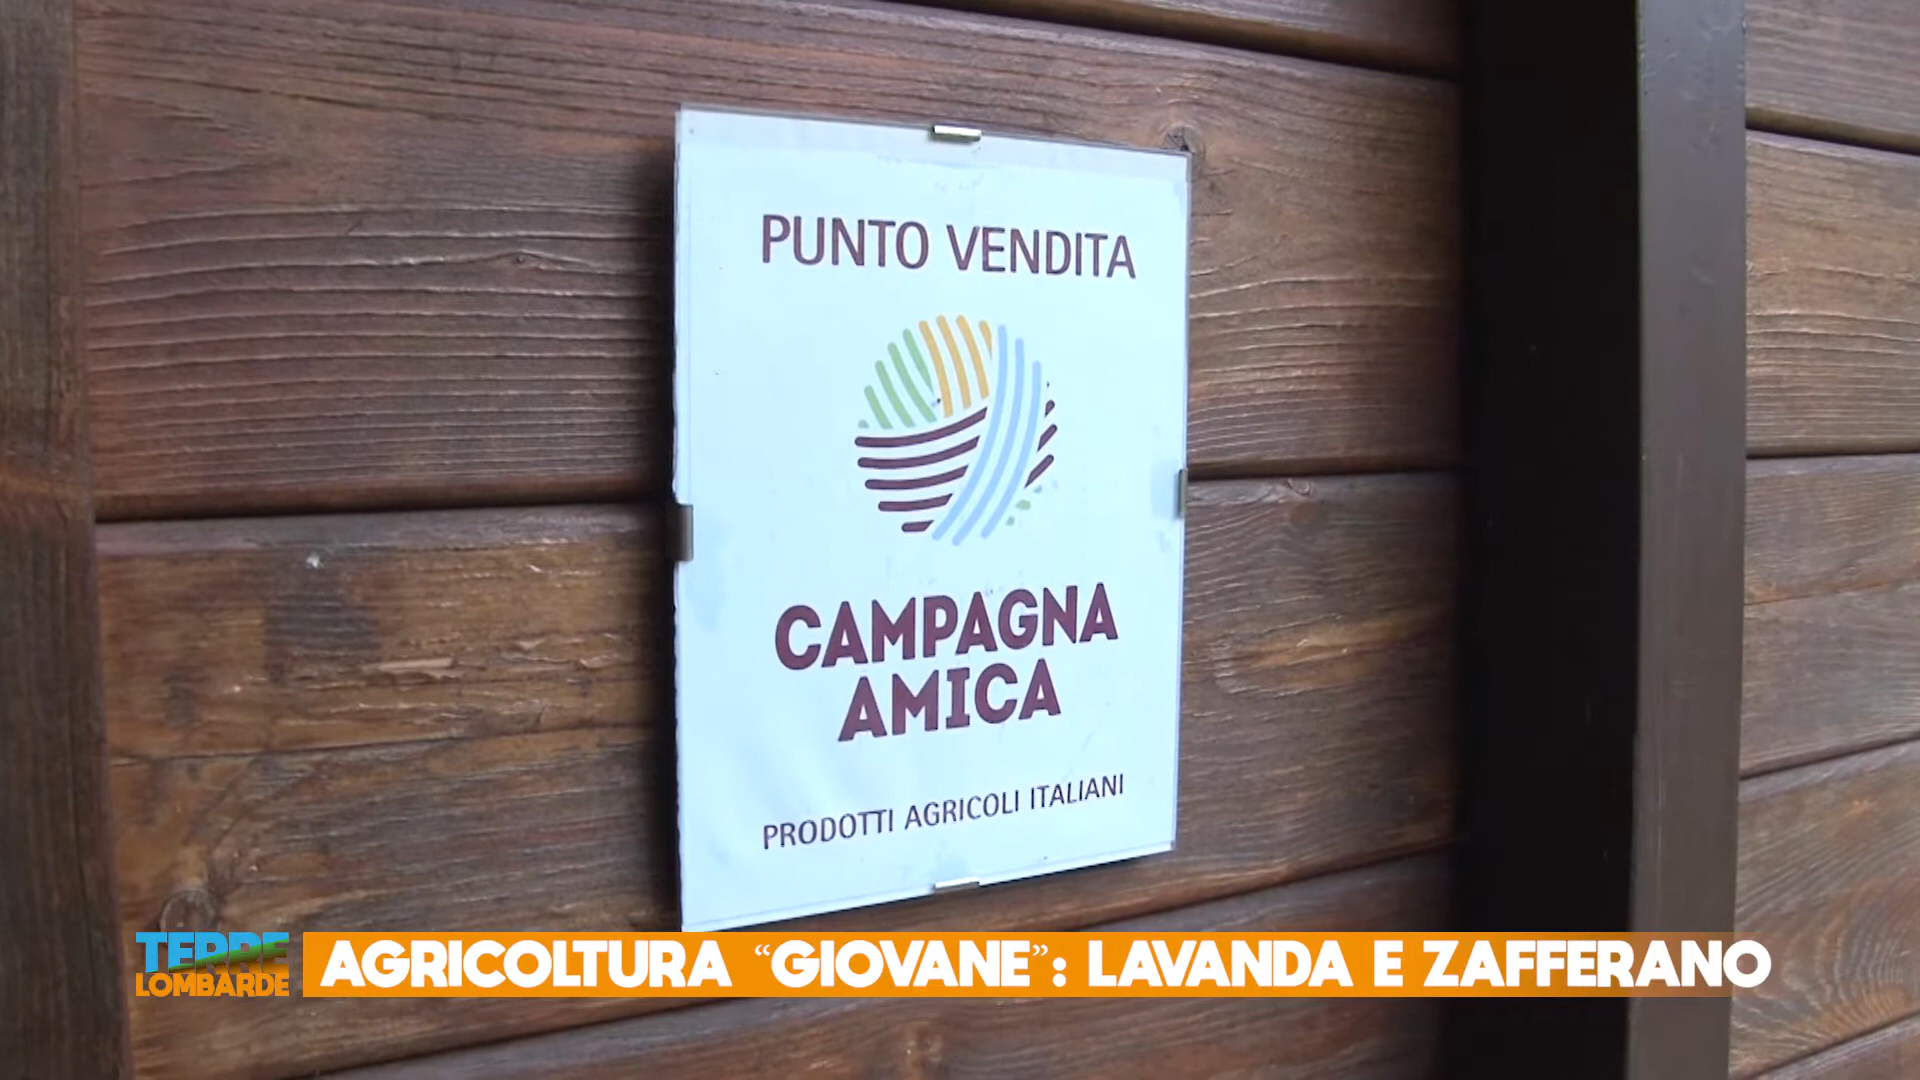 PUNTO VENDITA
CAMPAGNA
AMICA
PRODOTTI AGRICOLI ITALIANI
TERRE
LOMBARDE
AGRICOLTURA “GIOVANE”: LAVANDA E ZAFFERANO